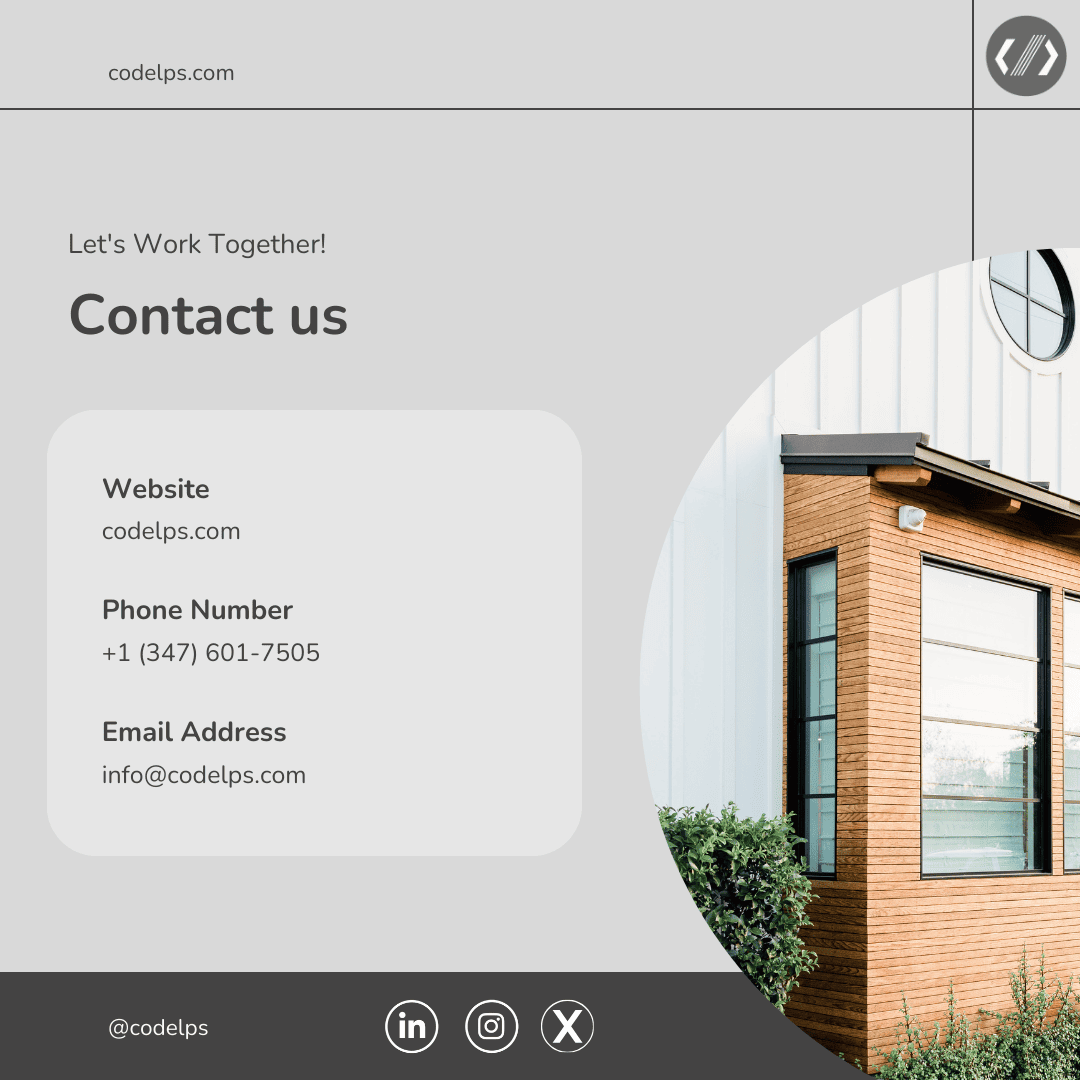 codelps.com
Let's Work Together!
Contact us
Website
codelps.com
Phone Number
+1 (347) 601-7505
Email Address
info@codelps.com
@codelps
in
X